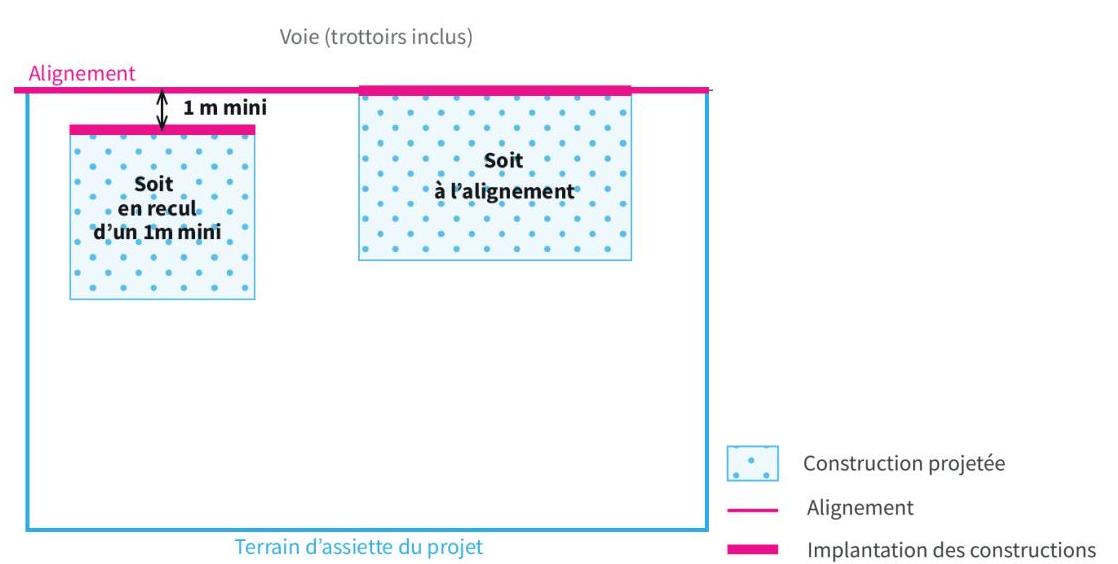 Voie (trottoirs inclus)
Alignement
1 m mini
Soit
en recul
d’un 1m mini
Soit
à l’alignement
Terrain d’assiette du projet
Construction projetée
Alignement
Implantation des constructions